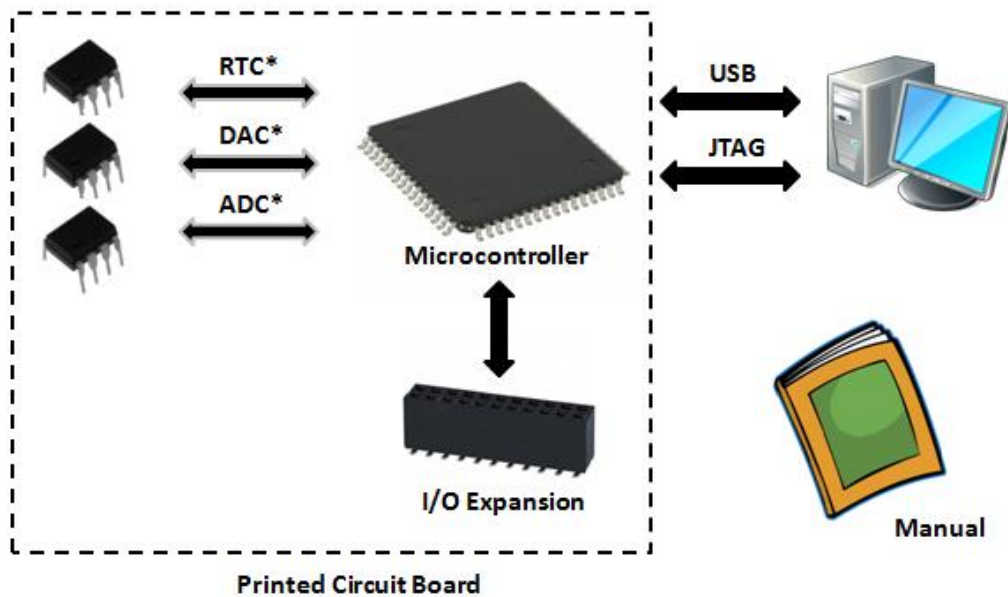 RTC*
DAC*
ADC*
Microcontroller
USB
JTAG
I/O Expansion
Manual
Printed Circuit Board